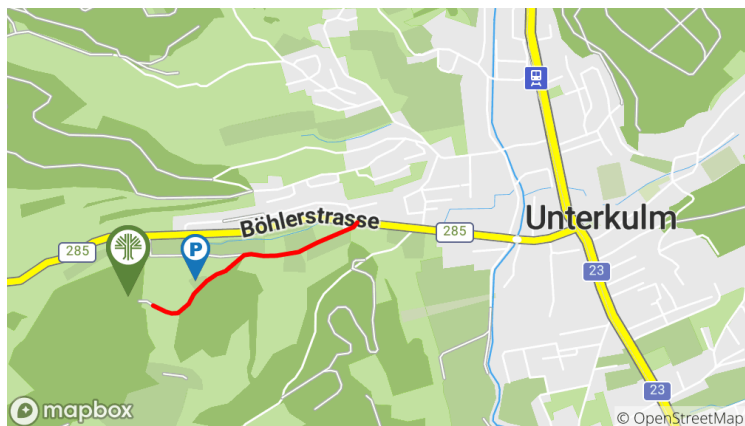 Böhlerstrasse
285
Unterkulm
285
P
23
23
mapbox
© OpenStreetMap